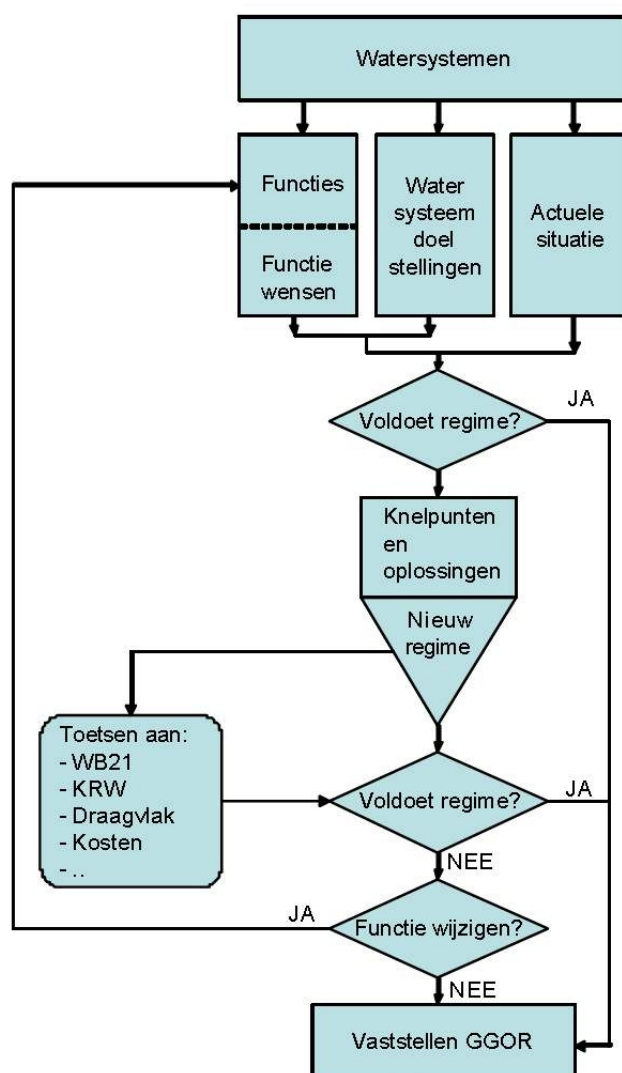 Watersystemen
Functies
Functie
wensen
Water
systeem
doel
stellingen
Actuele
situatie
Voldoet regime?
JA
Knelpunten
en
oplossingen
Nieuw
regime
Toetsen aan:
- WB21
- KRW
- Draagvlak
- Kosten
- ..
Voldoet regime?
JA
NEE
JA
Functie wijzigen?
NEE
Vaststellen GGOR